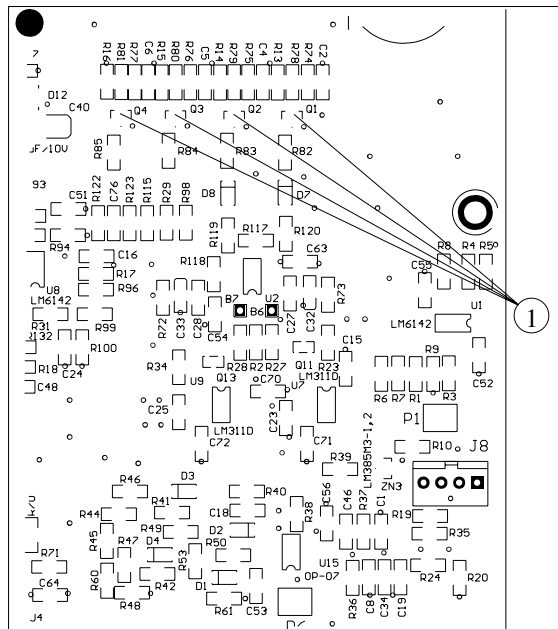 R16 R81 R77 C6 R15 R80 R76 C5 R14 R79 R75 C4 R13 R78 R74 C2
7
D12
C40
Q4 Q3 Q2 Q1
uF/10V
R85 R84 R83 R82
93
C51
R122 C76 R123 R115 R29 R98
D8 D7
R94
R119 R117 R120
C16
R17
R96
R118
C63
C55 R8 R4 R5
U8
LM6142
B7 B6 U2
R73
U1
R31
R99
R72 C33 C28 C54
C27 C32
LM6142
1
R132
R100
R34
R28 R2 R27
Q11
R23
C15
R18
C24
Q13
U7
LM311D
R9
C52
C48
U9
C70
R6 R7 R1 R3
C25
C23
P1
LM311D
C72
C71
R10
J8
R39
LM385M3-1,2
ZN3
R46
D3
R40
R44
R41
C18
R38
C56 C46 R37 C1
R19
k/U
R45
R49
D2
R35
R47
D4
R50
R53
U15
R71
R42
OP-07
R24
R20
C64
R60
R48
D1
R61
C53
R36 C8 C34 C19
J4